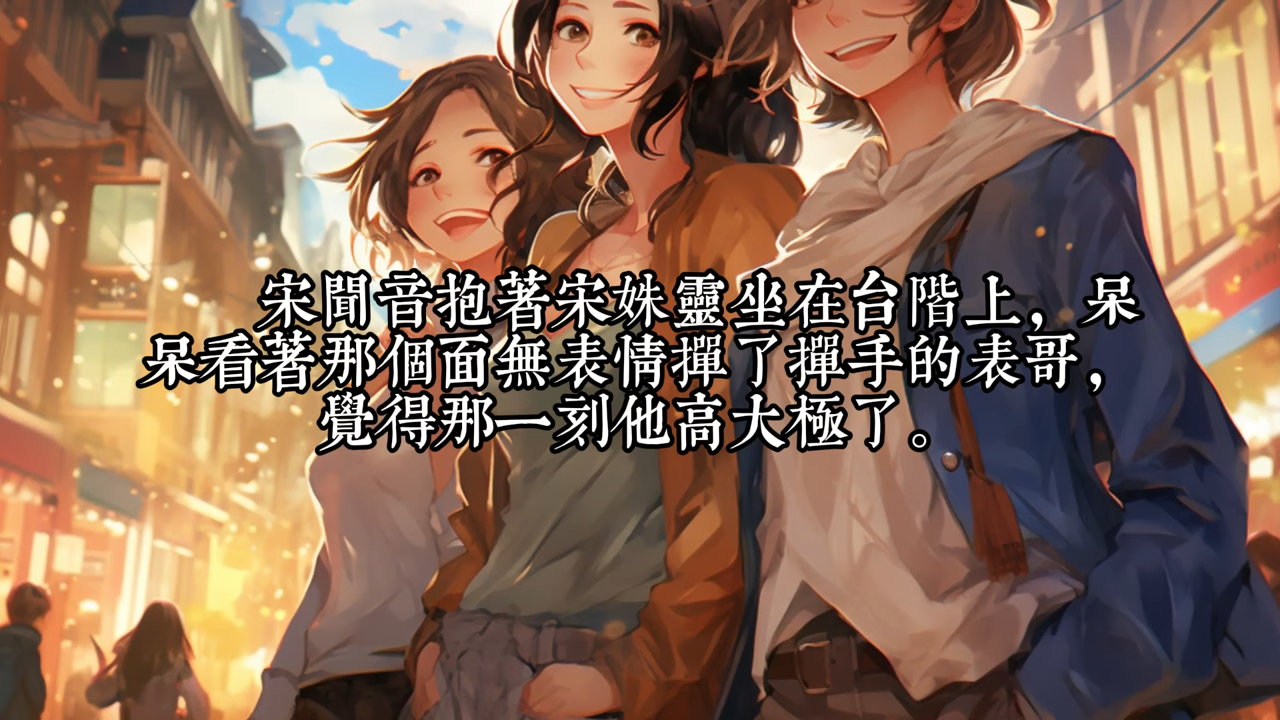 宋聞音抱著宋姝靈坐在台階上，呆
呆看著那個面無表情撣了撣手的表哥，
覺得那一刻他高大極了。